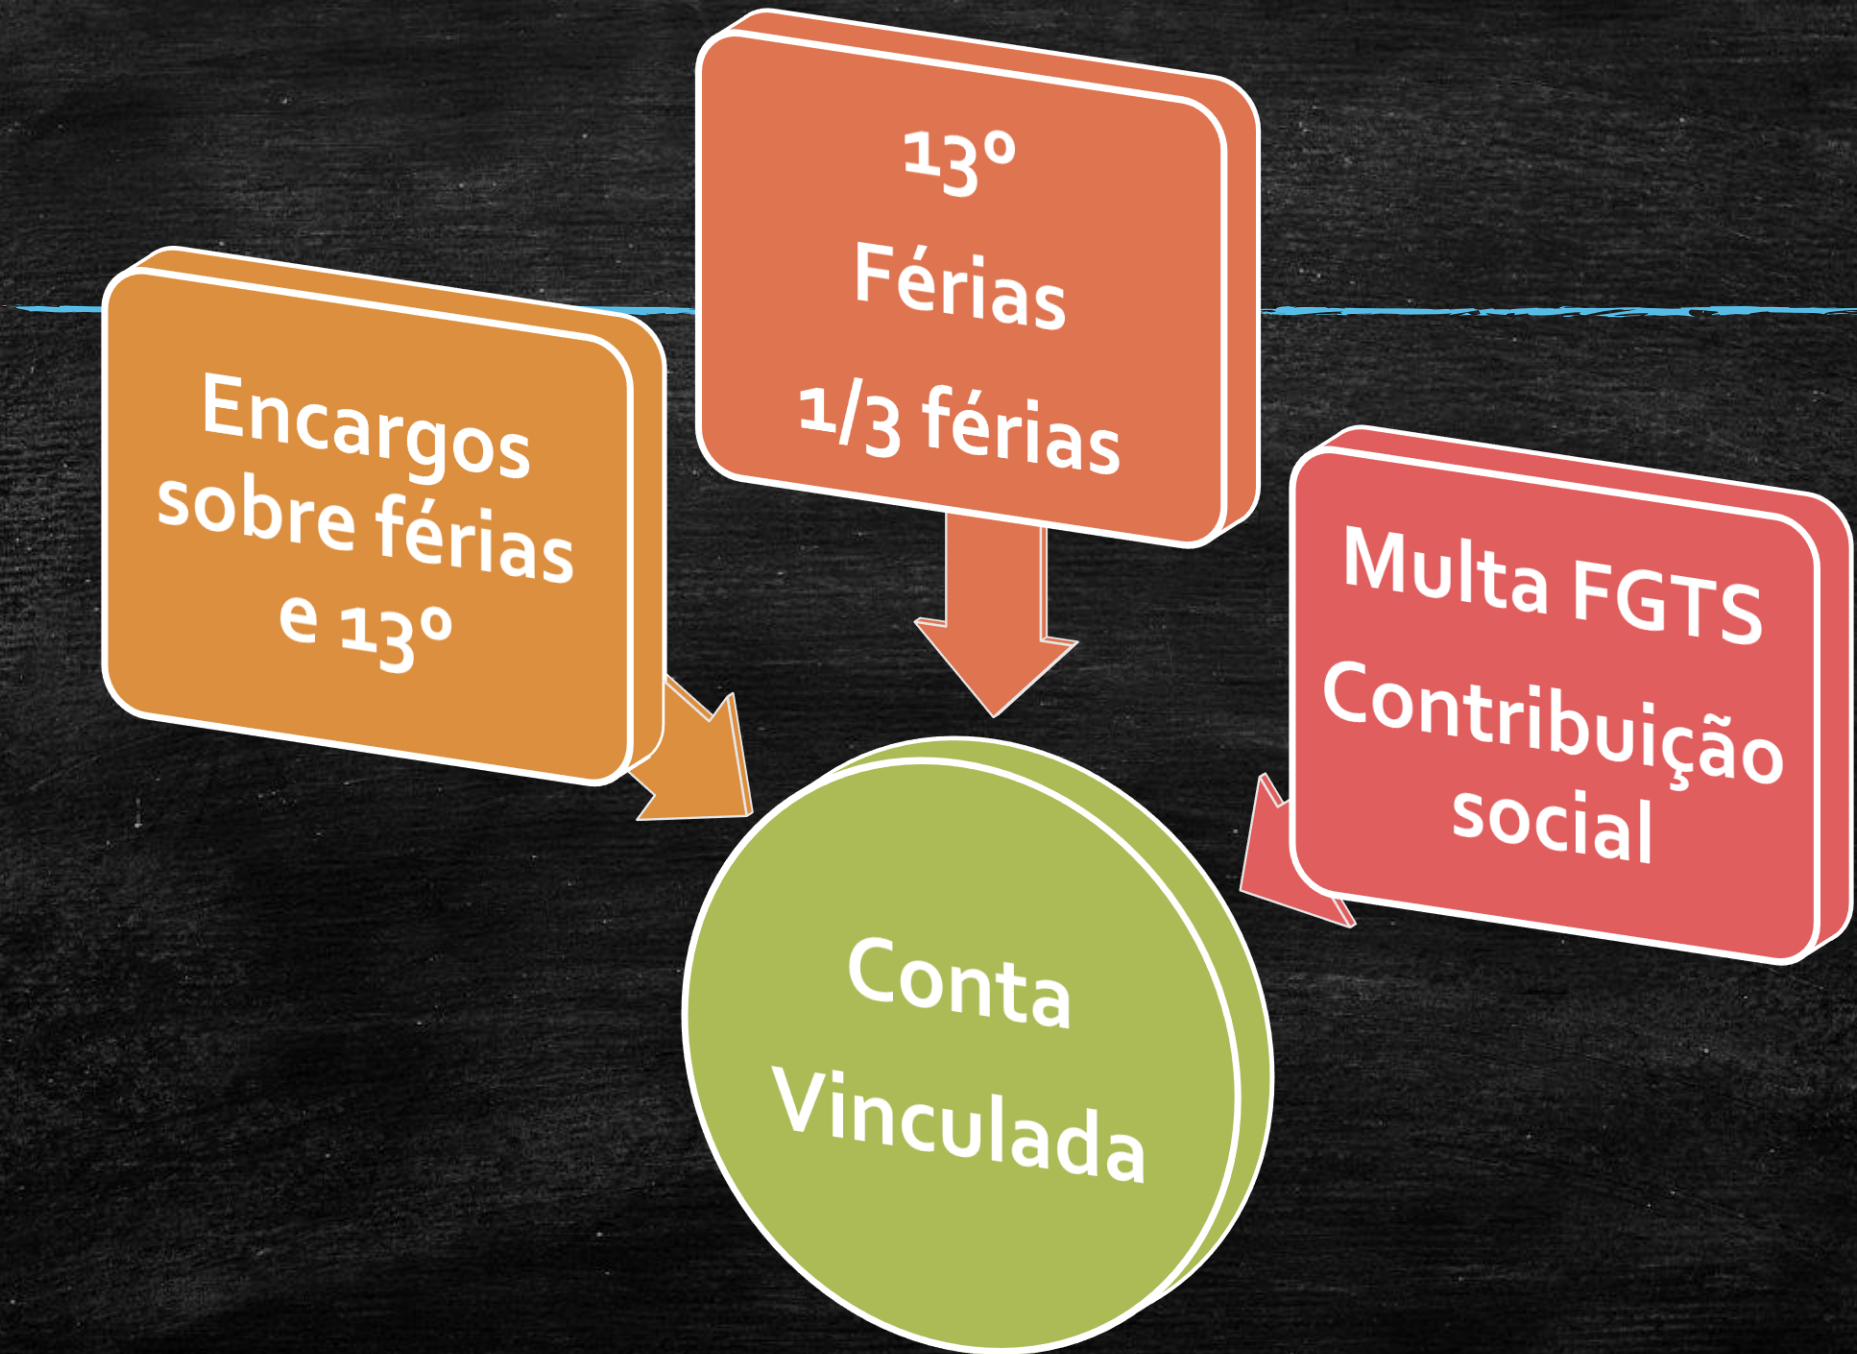 Encargos
sobre férias
e 13º
13º
Férias
1/3 férias
Multa FGTS
Contribuição
social
Conta
Vinculada